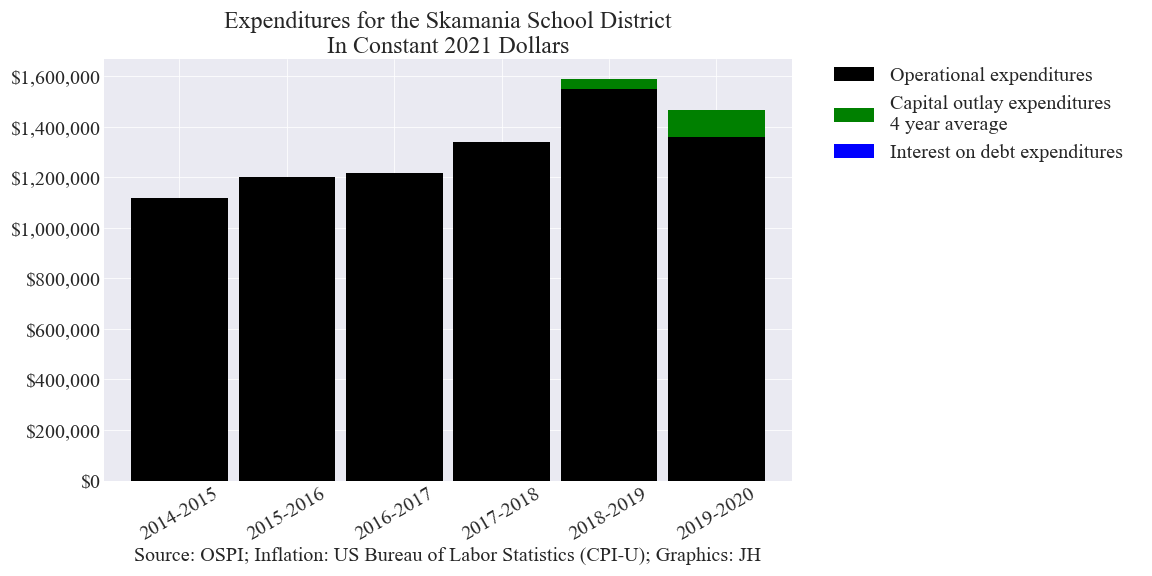 Expenditures for the Skamania School District
In Constant 2021 Dollars
$1,600,000
$1,400,000
$1,200,000
$1,000,000
$800,000
$600,000
$400,000
$200,000
$0
2014-2015
2015-2016
2016-2017
2017-2018
2018-2019
2019-2020
Source: OSPI; Inflation: US Bureau of Labor Statistics (CPI-U); Graphics: JH
Operational expenditures
Capital outlay expenditures
4 year average
Interest on debt expenditures